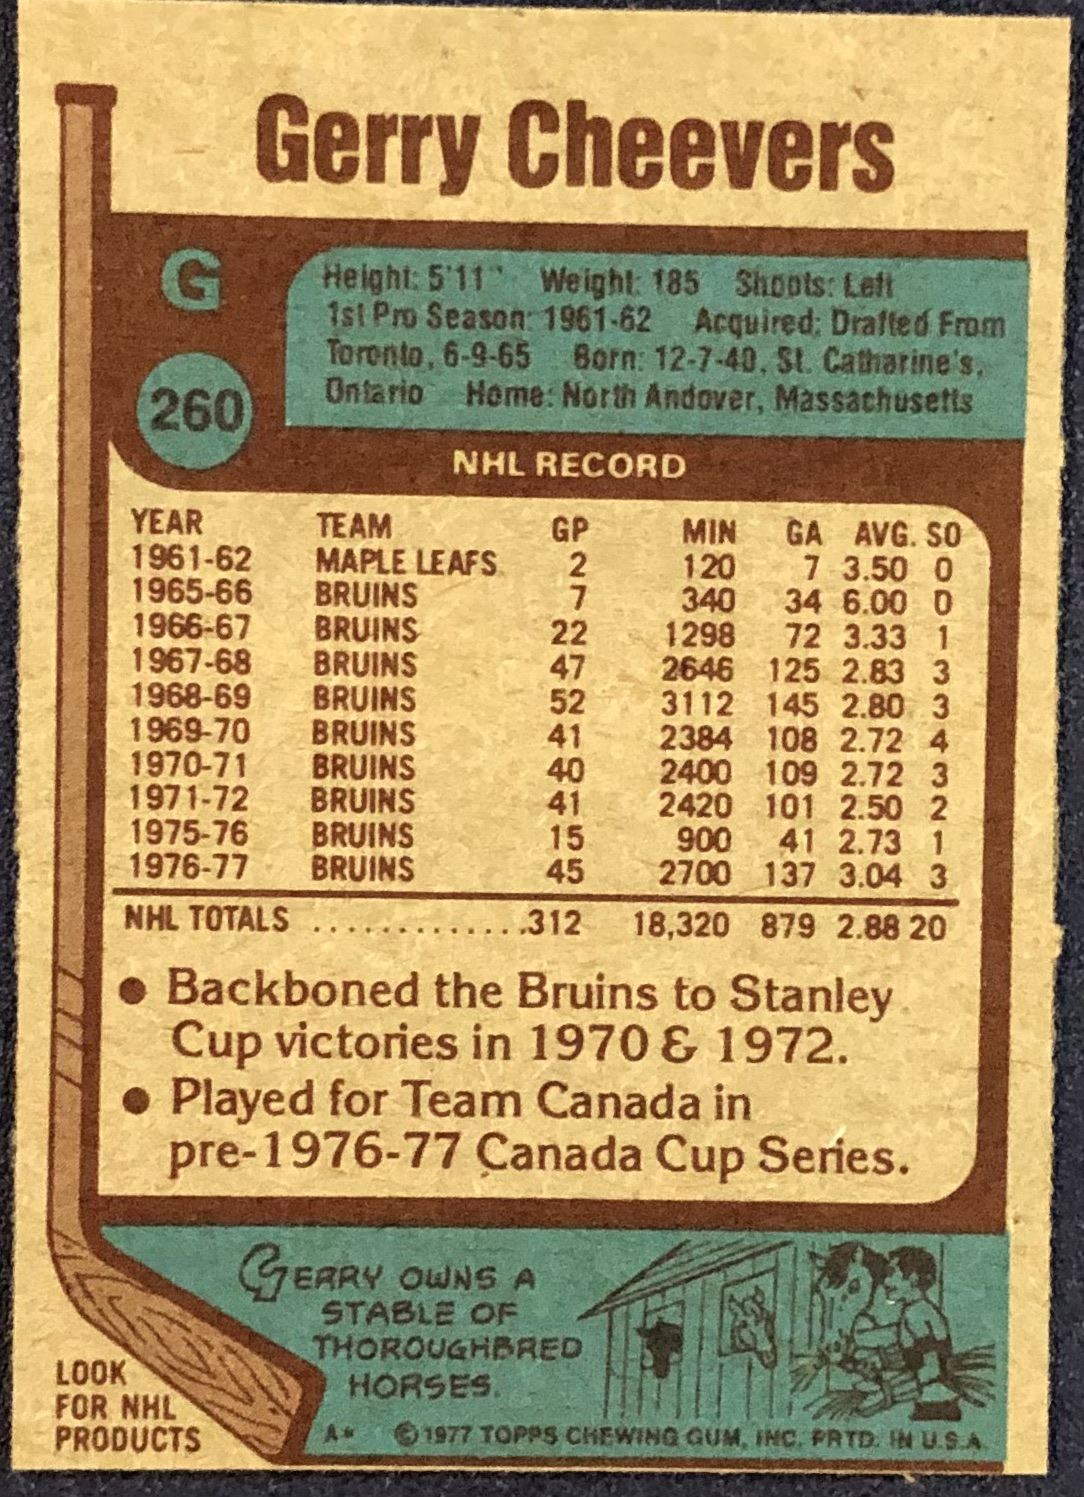 Gerry Cheevers
G
260
Height: 5'11" Weight: 185 Shoots: Left
1st Pro Season: 1961-62 Acquired: Drafted From
Toronto, 6-9-65 Born: 12-7-40, St. Catharine's,
Ontario Home: North Andover, Massachusetts
NHL RECORD
YEAR TEAM GP MIN GA AVG. SO
1961-62 MAPLE LEAFS 2 120 7 3.50 0
1965-66 BRUINS 7 340 34 6.00 0
1966-67 BRUINS 22 1298 72 3.33 1
1967-68 BRUINS 47 2646 125 2.83 3
1968-69 BRUINS 52 3112 145 2.80 3
1969-70 BRUINS 41 2384 108 2.72 4
1970-71 BRUINS 40 2400 109 2.72 3
1971-72 BRUINS 41 2420 101 2.50 2
1975-76 BRUINS 15 900 41 2.73 1
1976-77 BRUINS 45 2700 137 3.04 3
NHL TOTALS .............312 18,320 879 2.88 20
● Backboned the Bruins to Stanley
Cup victories in 1970 & 1972.
● Played for Team Canada in
pre-1976-77 Canada Cup Series.
GERRY OWNS A
STABLE OF
THOROUGHBRED
HORSES.
LOOK
FOR NHL
PRODUCTS
A* ©1977 TOPPS CHEWING GUM, INC. PRTD. IN U.S.A.